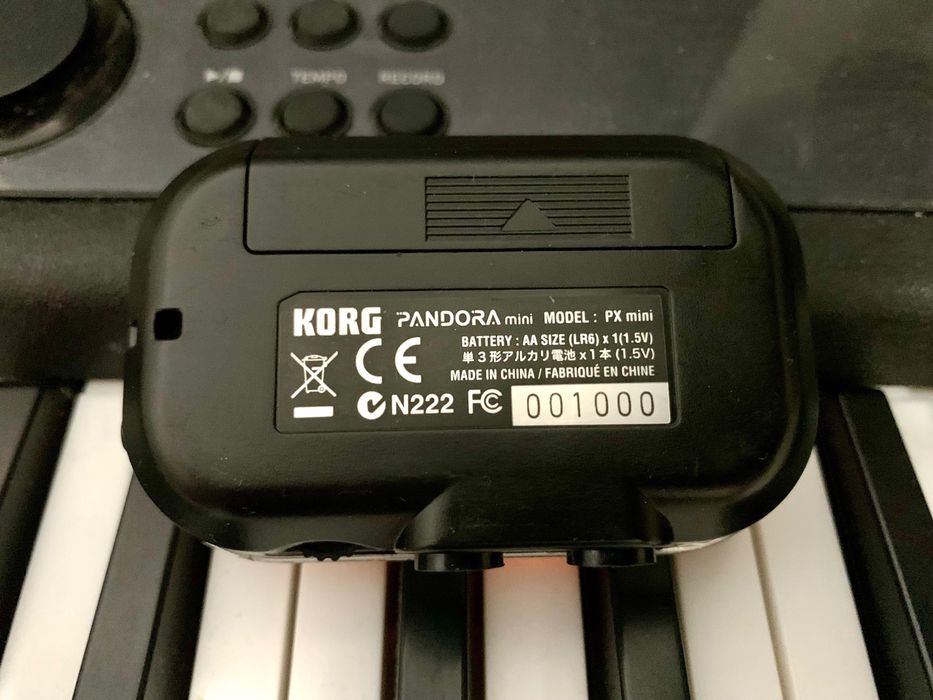 ▶/■ TEMPO RECORD
KORG PANDORA mini MODEL : PX mini
BATTERY : AA SIZE (LR6) x 1(1.5V)
単3形アルカリ電池 x 1本 (1.5V)
CE
MADE IN CHINA / FABRIQUÉ EN CHINE
N222 FC 001000